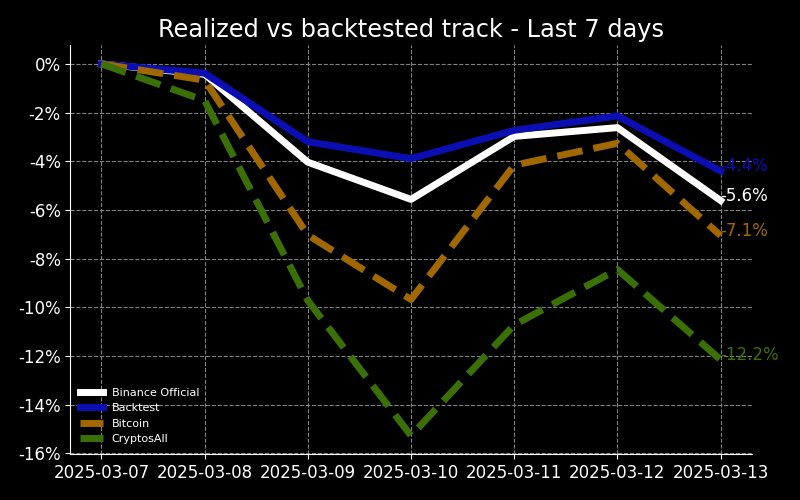 Realized vs backtested track - Last 7 days
0%
-2%
-4%
-6%
-8%
-10%
-12%
-14%
-16%
-4.4%
-5.6%
-7.1%
-12.2%
Binance Official
Backtest
Bitcoin
CryptosAll
2025-03-07 2025-03-08 2025-03-09 2025-03-10 2025-03-11 2025-03-12 2025-03-13